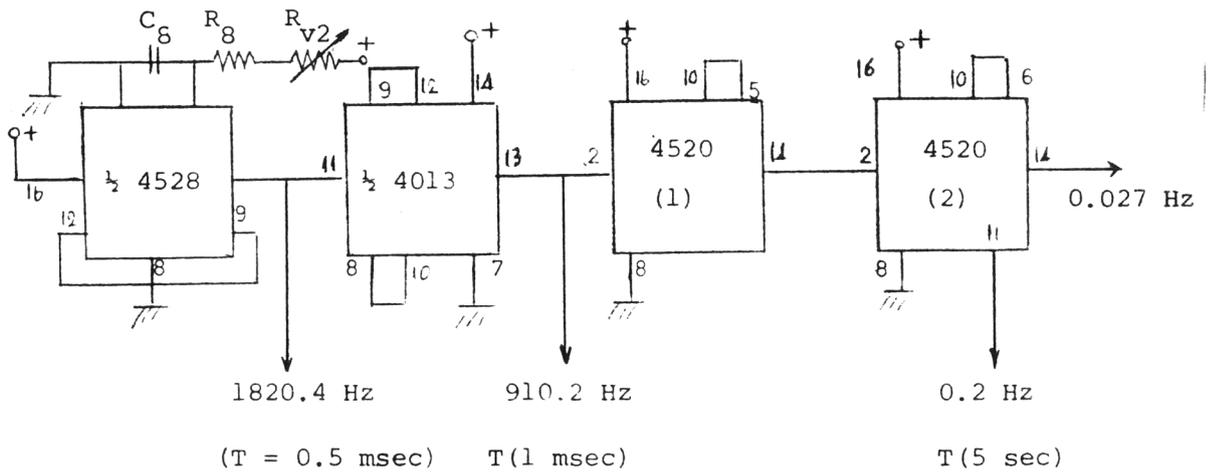 C8 R8 Rv2
+ + + + +
9 12 14 16 10 5 16 10 6
16 ½ 4528 11 ½ 4013 13 2 4520 (1) 14 2 4520 (2) 14
12 9
0.027 Hz
11
8 8 10 7 8 8
1820.4 Hz 910.2 Hz 0.2 Hz
(T = 0.5 msec) T(1 msec) T(5 sec)